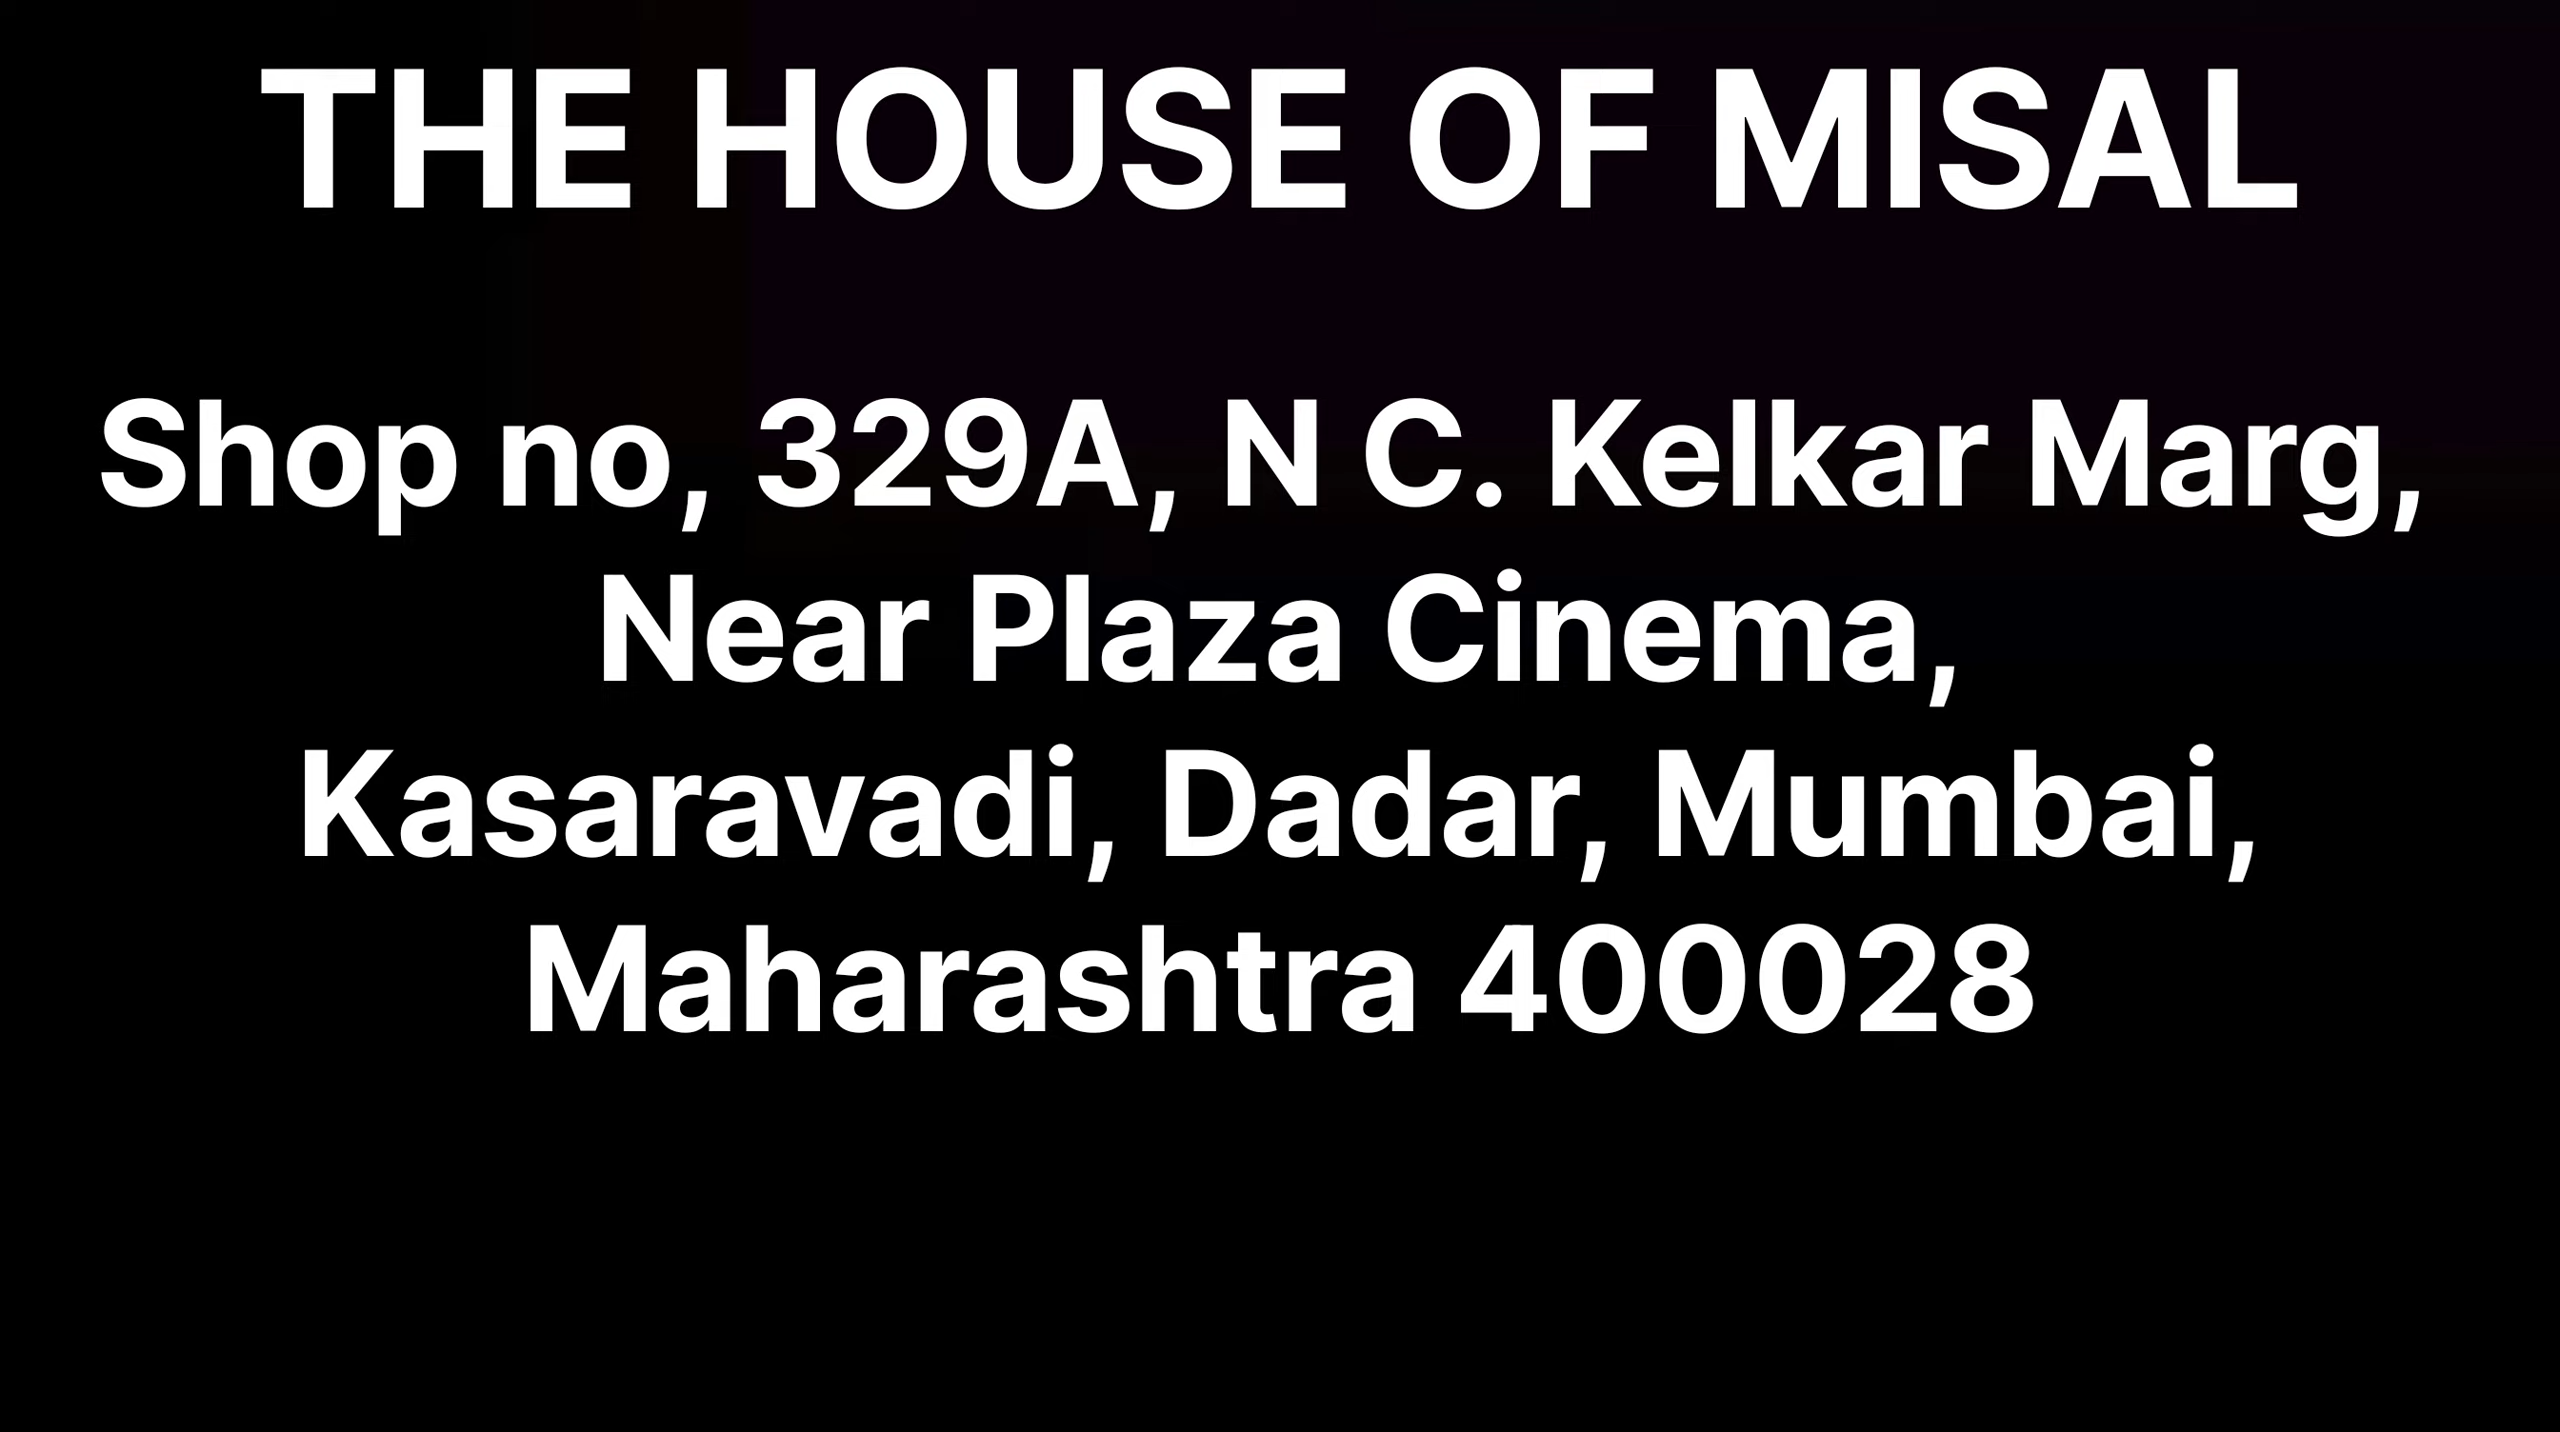 THE HOUSE OF MISAL
Shop no, 329A, N C. Kelkar Marg,
Near Plaza Cinema,
Kasaravadi, Dadar, Mumbai,
Maharashtra 400028